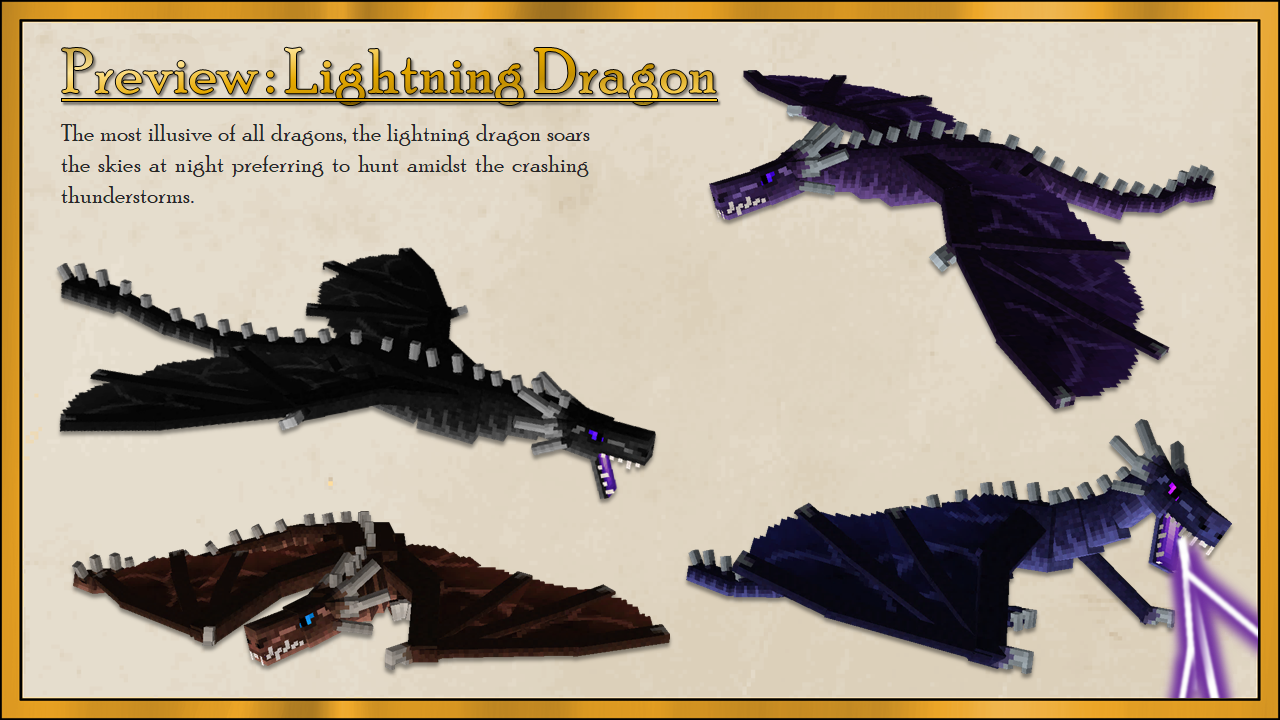 Preview: Lightning Dragon
The most illusive of all dragons, the lightning dragon soars
the skies at night preferring to hunt amidst the crashing
thunderstorms.